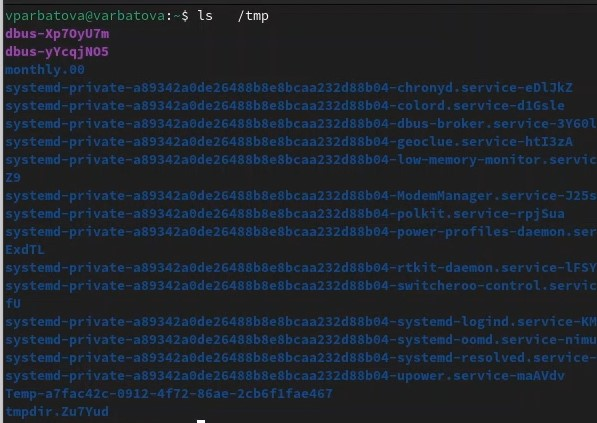 vparbatova@varbatova:~$ ls   /tmp
dbus-Xp7OyU7m
dbus-yYcqjNO5
monthly.00
systemd-private-a89342a0de26488b8e8bcaa232d88b04-chronyd.service-eDlJkZ
systemd-private-a89342a0de26488b8e8bcaa232d88b04-colord.service-d1Gsle
systemd-private-a89342a0de26488b8e8bcaa232d88b04-dbus-broker.service-3Y60l
systemd-private-a89342a0de26488b8e8bcaa232d88b04-geoclue.service-htI3zA
systemd-private-a89342a0de26488b8e8bcaa232d88b04-low-memory-monitor.servic
Z9
systemd-private-a89342a0de26488b8e8bcaa232d88b04-ModemManager.service-J25s
systemd-private-a89342a0de26488b8e8bcaa232d88b04-polkit.service-rpjSua
systemd-private-a89342a0de26488b8e8bcaa232d88b04-power-profiles-daemon.ser
ExdTL
systemd-private-a89342a0de26488b8e8bcaa232d88b04-rtkit-daemon.service-lFSY
systemd-private-a89342a0de26488b8e8bcaa232d88b04-switcheroo-control.servic
fU
systemd-private-a89342a0de26488b8e8bcaa232d88b04-systemd-logind.service-KM
systemd-private-a89342a0de26488b8e8bcaa232d88b04-systemd-oomd.service-nimu
systemd-private-a89342a0de26488b8e8bcaa232d88b04-systemd-resolved.service-
systemd-private-a89342a0de26488b8e8bcaa232d88b04-upower.service-maAVdv
Temp-a7fac42c-0912-4f72-86ae-2cb6f1fae467
tmpdir.Zu7Yud